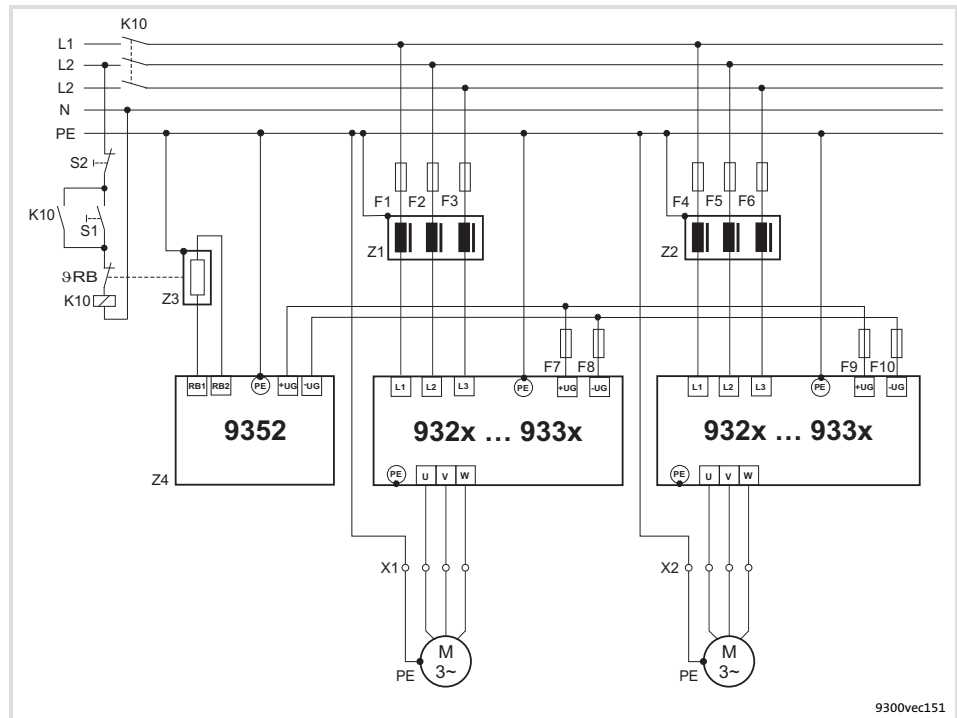 K10
L1
L2
L2
N
PE
S2
K10
S1
F1 F2 F3
F4 F5 F6
Z1
Z2
ϑRB
K10
Z3
F7 F8
F9 F10
RB1 RB2 PE +UG -UG
L1 L2 L3 PE +UG -UG
L1 L2 L3 PE +UG -UG
9352
932x … 933x
932x … 933x
Z4
PE U V W
PE U V W
X1
X2
M
3~
PE
M
3~
PE
9300vec151